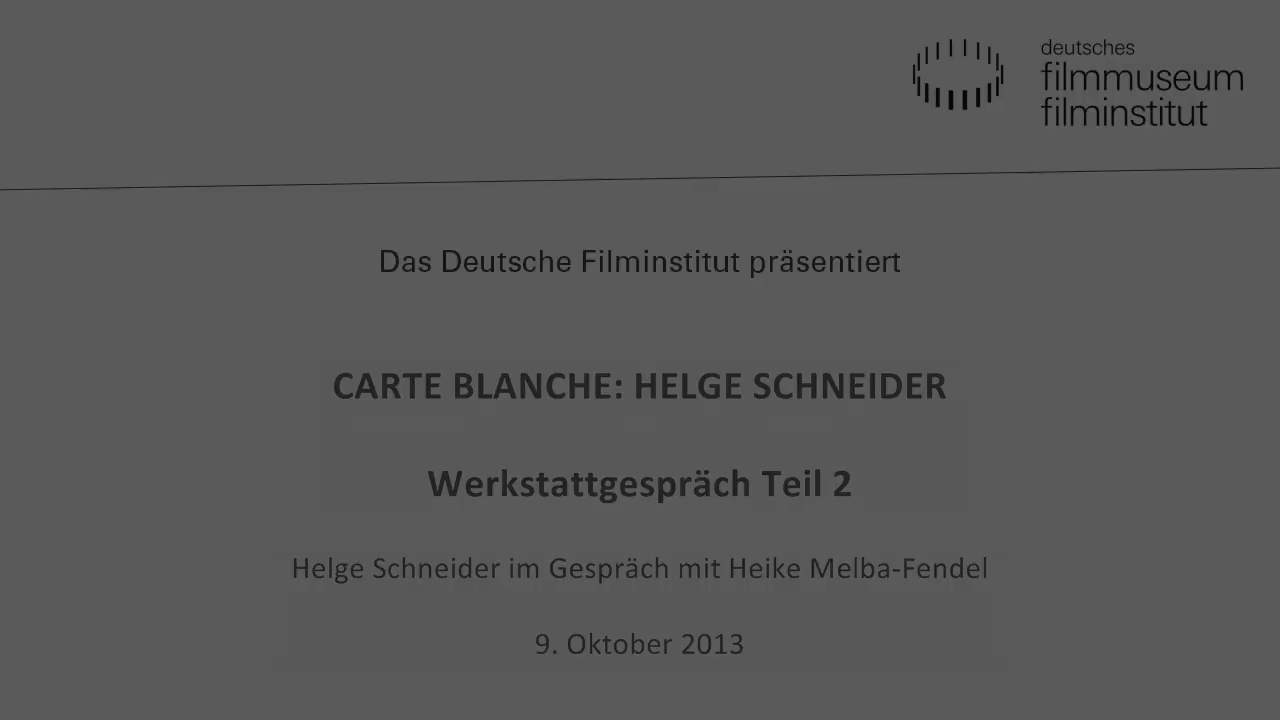 deutsches
filmmuseum
filminstitut
Das Deutsche Filminstitut präsentiert
CARTE BLANCHE: HELGE SCHNEIDER
Werkstattgespräch Teil 2
Helge Schneider im Gespräch mit Heike Melba-Fendel
9. Oktober 2013